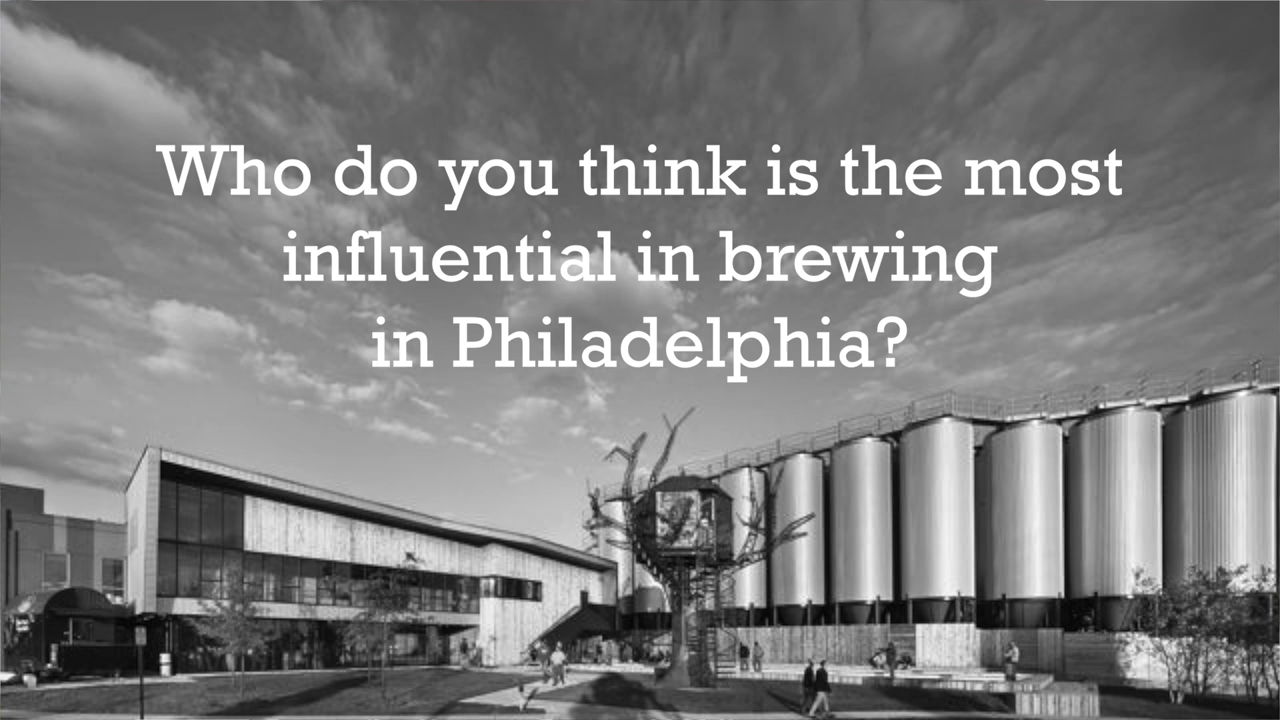 Who do you think is the most
influential in brewing
in Philadelphia?